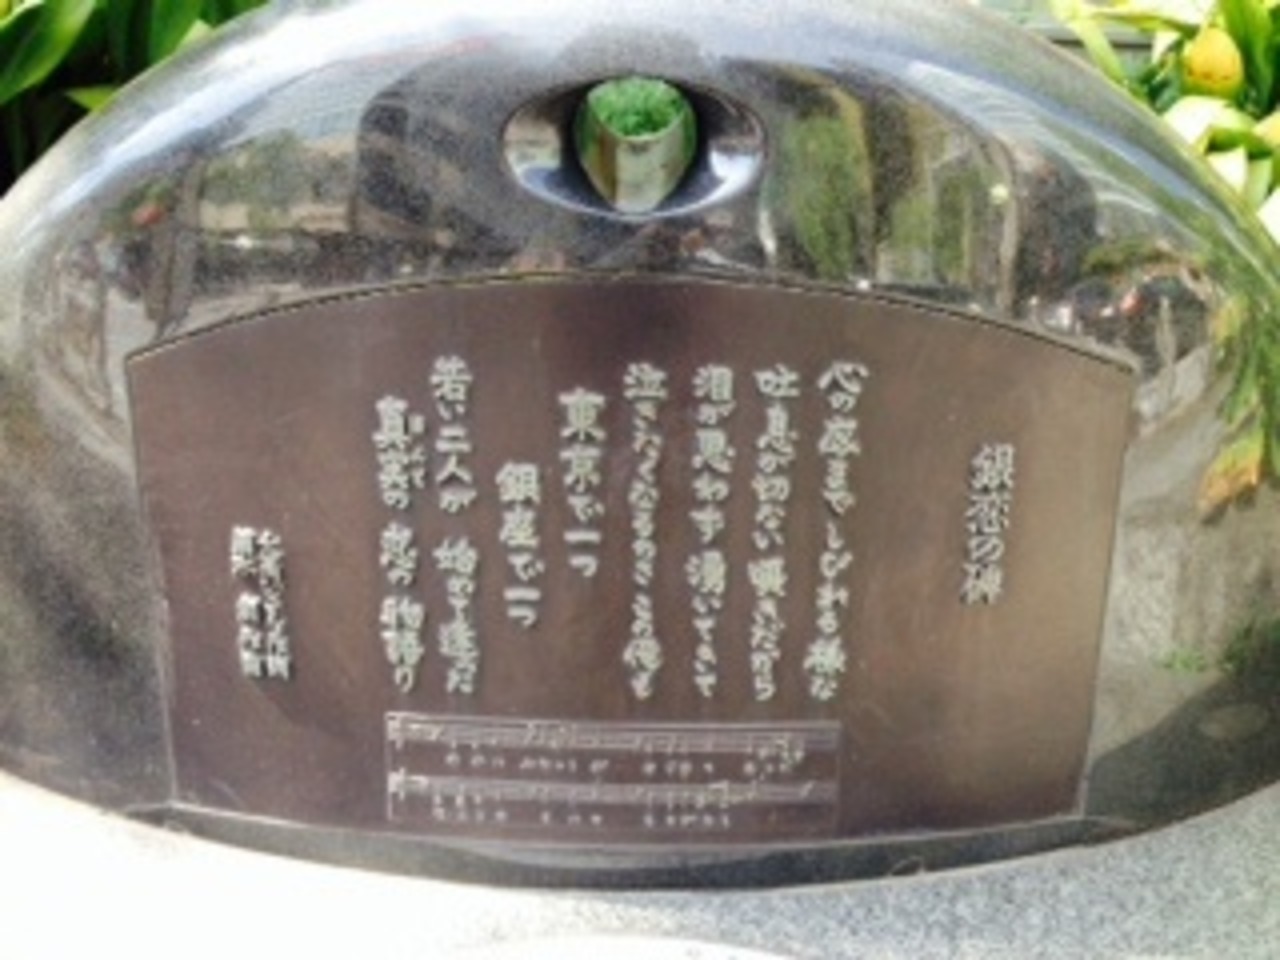 銀恋の碑
心の底までしびれる様な
吐息が切ない囁きだから
泪が思わず湧いてきて
泣きたくなるのさこの俺も
東京で一つ
銀座で一つ
若い二人が 始めて逢った
真実の 恋の物語り